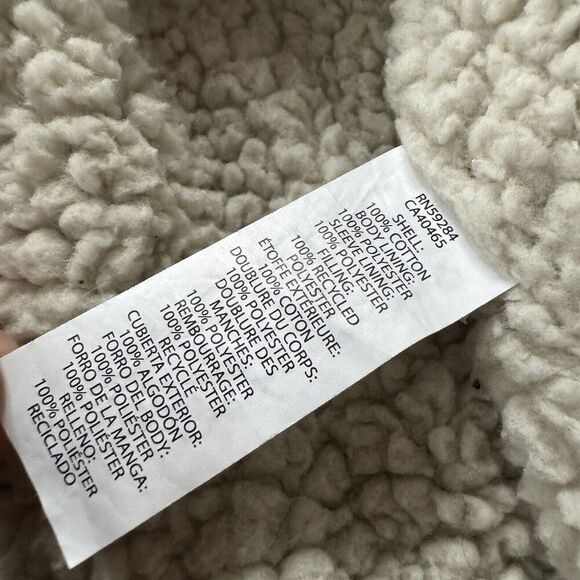 RN59284
CA40465
SHELL:
100% COTTON
BODY LINING:
100% POLYESTER
SLEEVE LINING:
100% POLYESTER
FILLING:
100% RECYCLED
POLYESTER
ÉTOFFE EXTÉRIEURE:
100% COTON
DOUBLURE DU CORPS:
100% POLYESTER
DOUBLURE DES
MANCHES:
100% POLYESTER
REMBOURRAGE:
100% POLYESTER
RECYCLÉ
CUBIERTA EXTERIOR:
100% ALGODÓN
FORRO DEL BODY:
100% POLIÉSTER
FORRO DE LA MANGA:
100% POLIÉSTER
RELLENO:
100% POLIÉSTER
RECICLADO